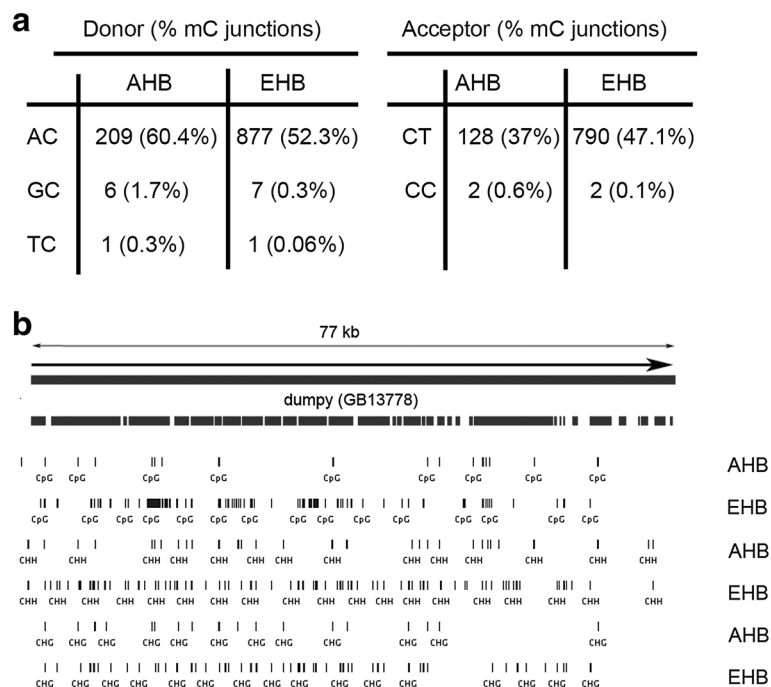 a
Donor (% mC junctions) Acceptor (% mC junctions)
AHB EHB AHB EHB
AC 209 (60.4%) 877 (52.3%) CT 128 (37%) 790 (47.1%)
GC 6 (1.7%) 7 (0.3%) CC 2 (0.6%) 2 (0.1%)
TC 1 (0.3%) 1 (0.06%)
b
77 kb
dumpy (GB13778)
AHB
CpG CpG CpG CpG CpG CpG CpG CpG CpG
EHB
CpG CpG CpG CpG CpG CpG CpG CpG CpG CpG CpG CpG CpG CpG CpG
AHB
CHH CHH CHH CHH CHH CHH CHH CHH CHH CHH CHH CHH CHH
EHB
CHH CHH CHH CHH CHH CHH CHH CHH CHH CHH CHH CHH CHH CHH CHH CHH CHH CHH CHH
AHB
CHG CHG CHG CHG CHG CHG CHG CHG CHG CHG CHG CHG
EHB
CHG CHG CHG CHG CHG CHG CHG CHG CHG CHG CHG CHG CHG CHG CHG